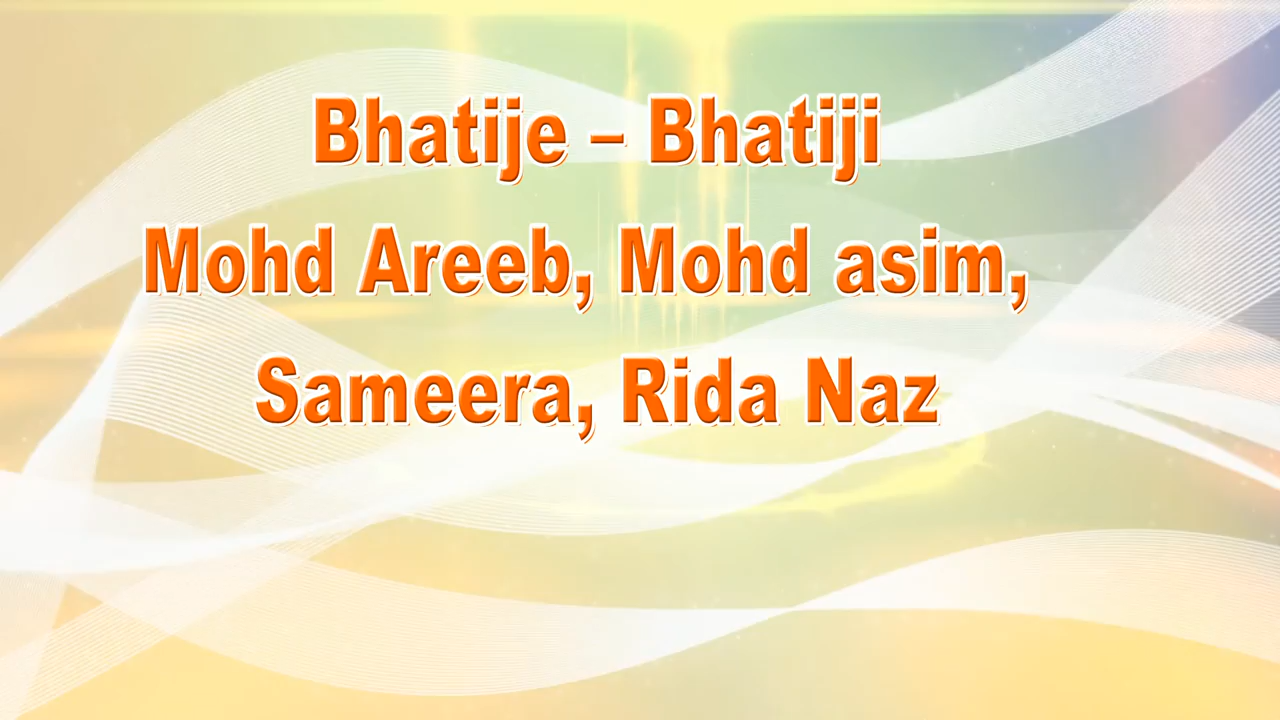 Bhatije – Bhatiji
Mohd Areeb, Mohd asim,
Sameera, Rida Naz